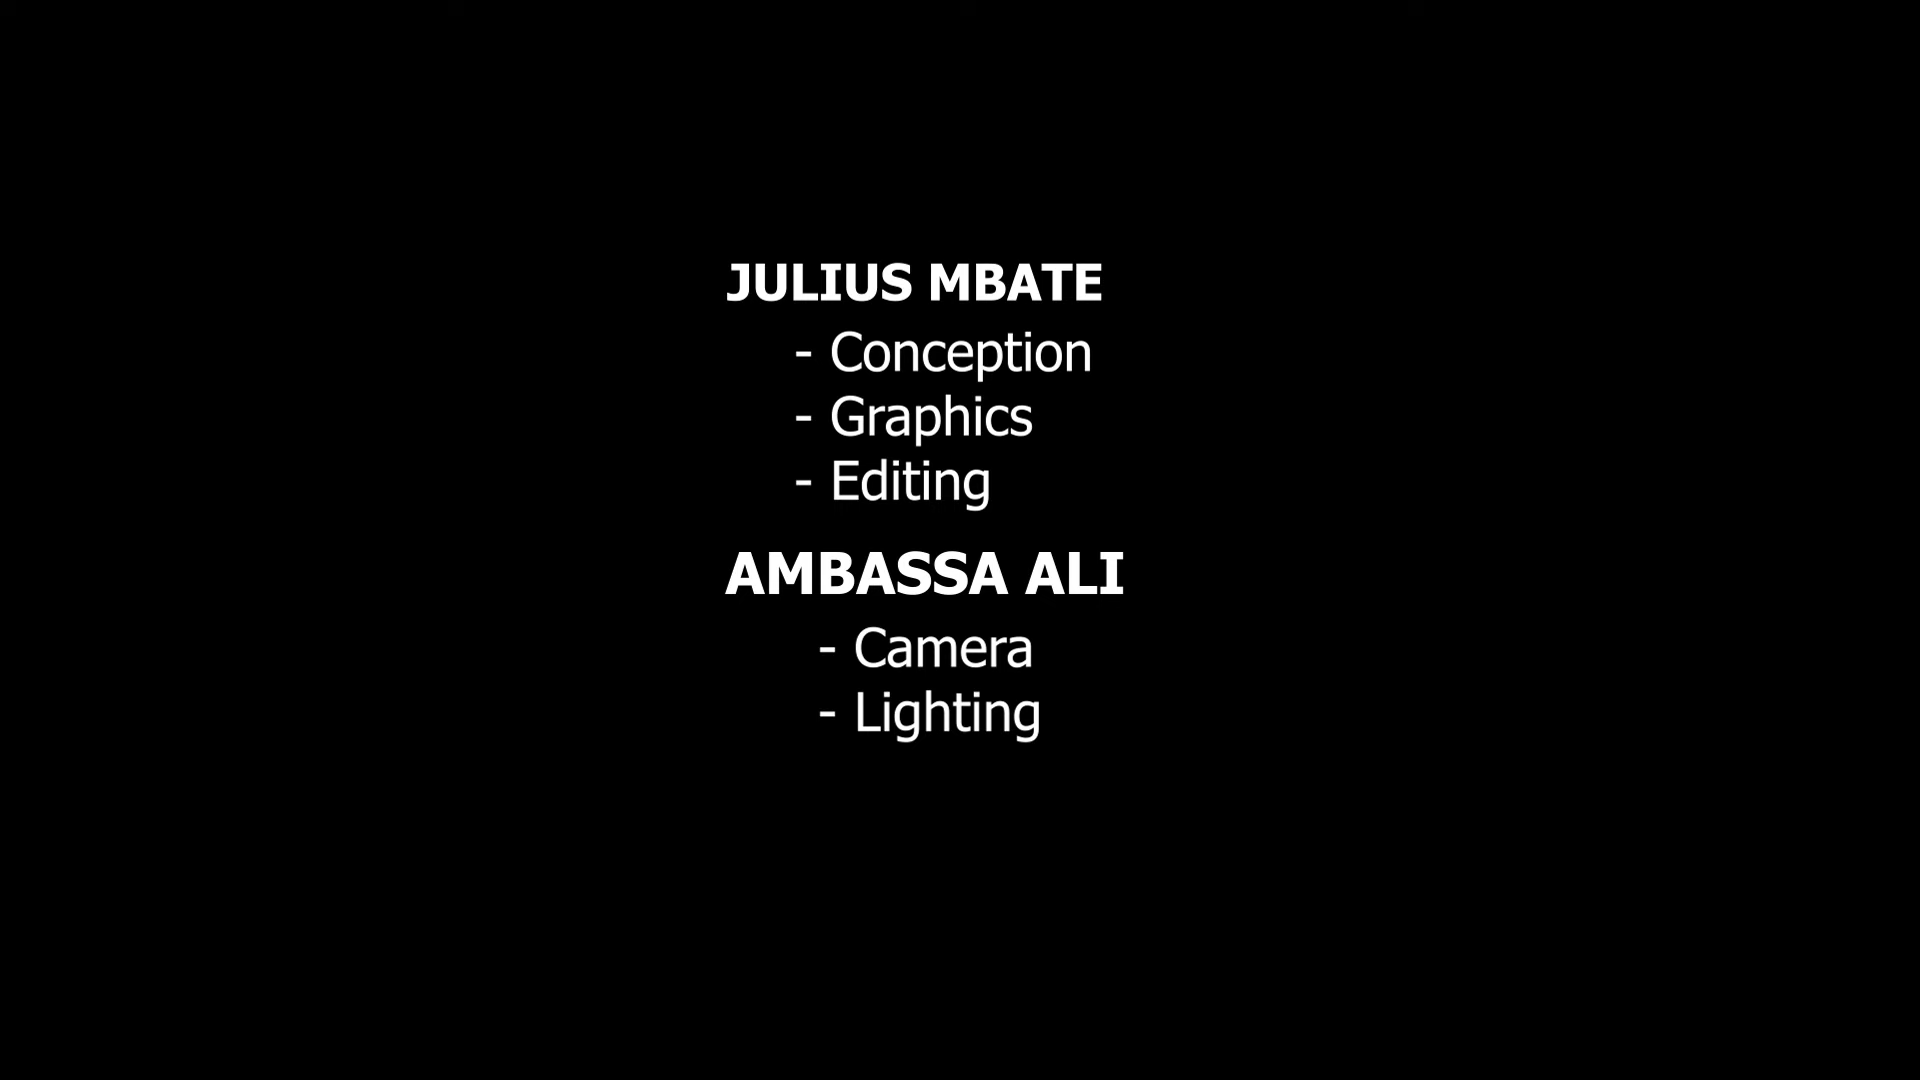 JULIUS MBATE
- Conception
- Graphics
- Editing
AMBASSA ALI
- Camera
- Lighting